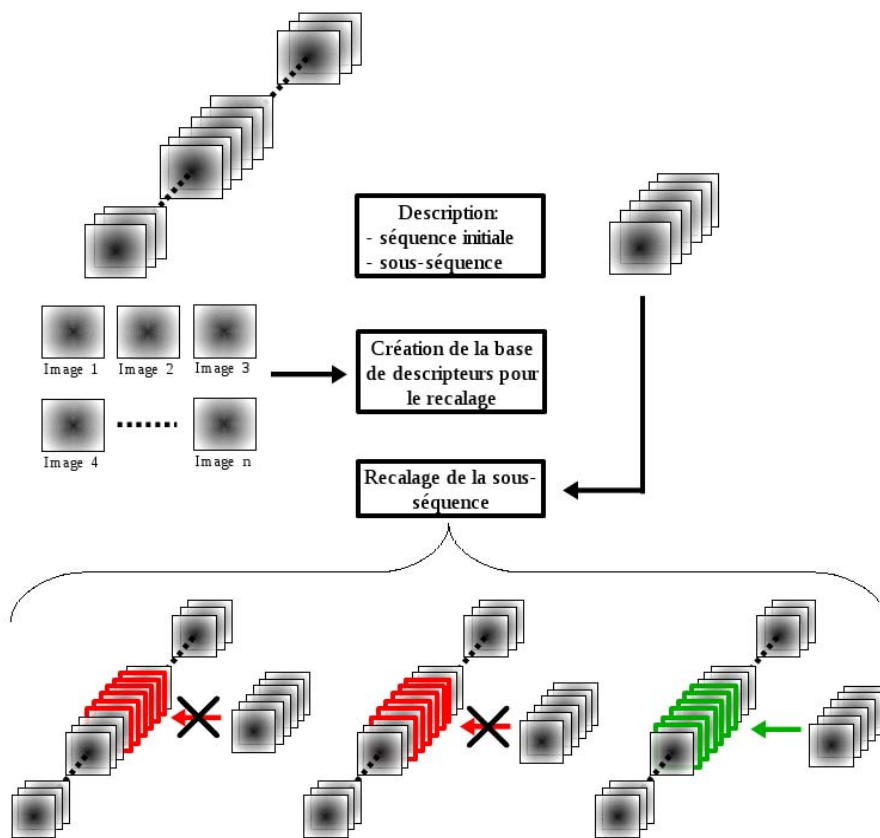 Description:
- séquence initiale
- sous-séquence
Image 1
Image 2
Image 3
Création de la base
de descripteurs pour
le recalage
Image 4
Image n
Recalage de la sous-
séquence